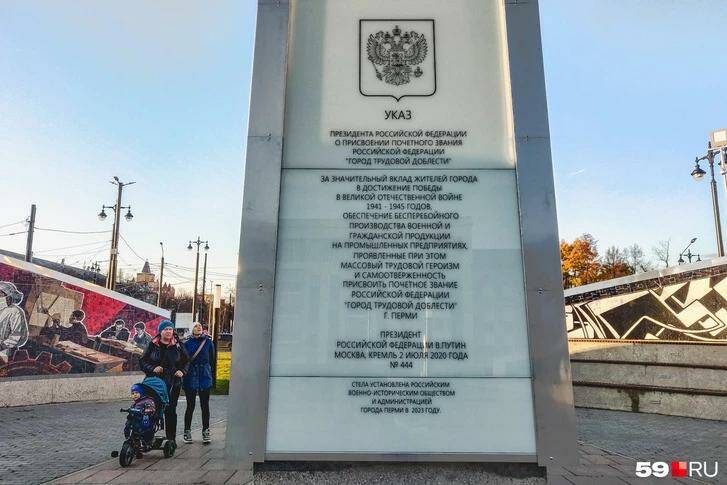 УКАЗ
ПРЕЗИДЕНТА РОССИЙСКОЙ ФЕДЕРАЦИИ
О ПРИСВОЕНИИ ПОЧЕТНОГО ЗВАНИЯ
РОССИЙСКОЙ ФЕДЕРАЦИИ
"ГОРОД ТРУДОВОЙ ДОБЛЕСТИ"
ЗА ЗНАЧИТЕЛЬНЫЙ ВКЛАД ЖИТЕЛЕЙ ГОРОДА
В ДОСТИЖЕНИЕ ПОБЕДЫ
В ВЕЛИКОЙ ОТЕЧЕСТВЕННОЙ ВОЙНЕ
1941 - 1945 ГОДОВ,
ОБЕСПЕЧЕНИЕ БЕСПЕРЕБОЙНОГО
ПРОИЗВОДСТВА ВОЕННОЙ И
ГРАЖДАНСКОЙ ПРОДУКЦИИ
НА ПРОМЫШЛЕННЫХ ПРЕДПРИЯТИЯХ,
ПРОЯВЛЕННЫЕ ПРИ ЭТОМ
МАССОВЫЙ ТРУДОВОЙ ГЕРОИЗМ
И САМООТВЕРЖЕННОСТЬ
ПРИСВОИТЬ ПОЧЕТНОЕ ЗВАНИЕ
РОССИЙСКОЙ ФЕДЕРАЦИИ
"ГОРОД ТРУДОВОЙ ДОБЛЕСТИ"
Г. ПЕРМИ
ПРЕЗИДЕНТ
РОССИЙСКОЙ ФЕДЕРАЦИИ В.ПУТИН
МОСКВА, КРЕМЛЬ 2 ИЮЛЯ 2020 ГОДА
№ 444
СТЕЛА УСТАНОВЛЕНА РОССИЙСКИМ
ВОЕННО-ИСТОРИЧЕСКИМ ОБЩЕСТВОМ
И АДМИНИСТРАЦИЕЙ
ГОРОДА ПЕРМИ В 2023 ГОДУ.
59.RU